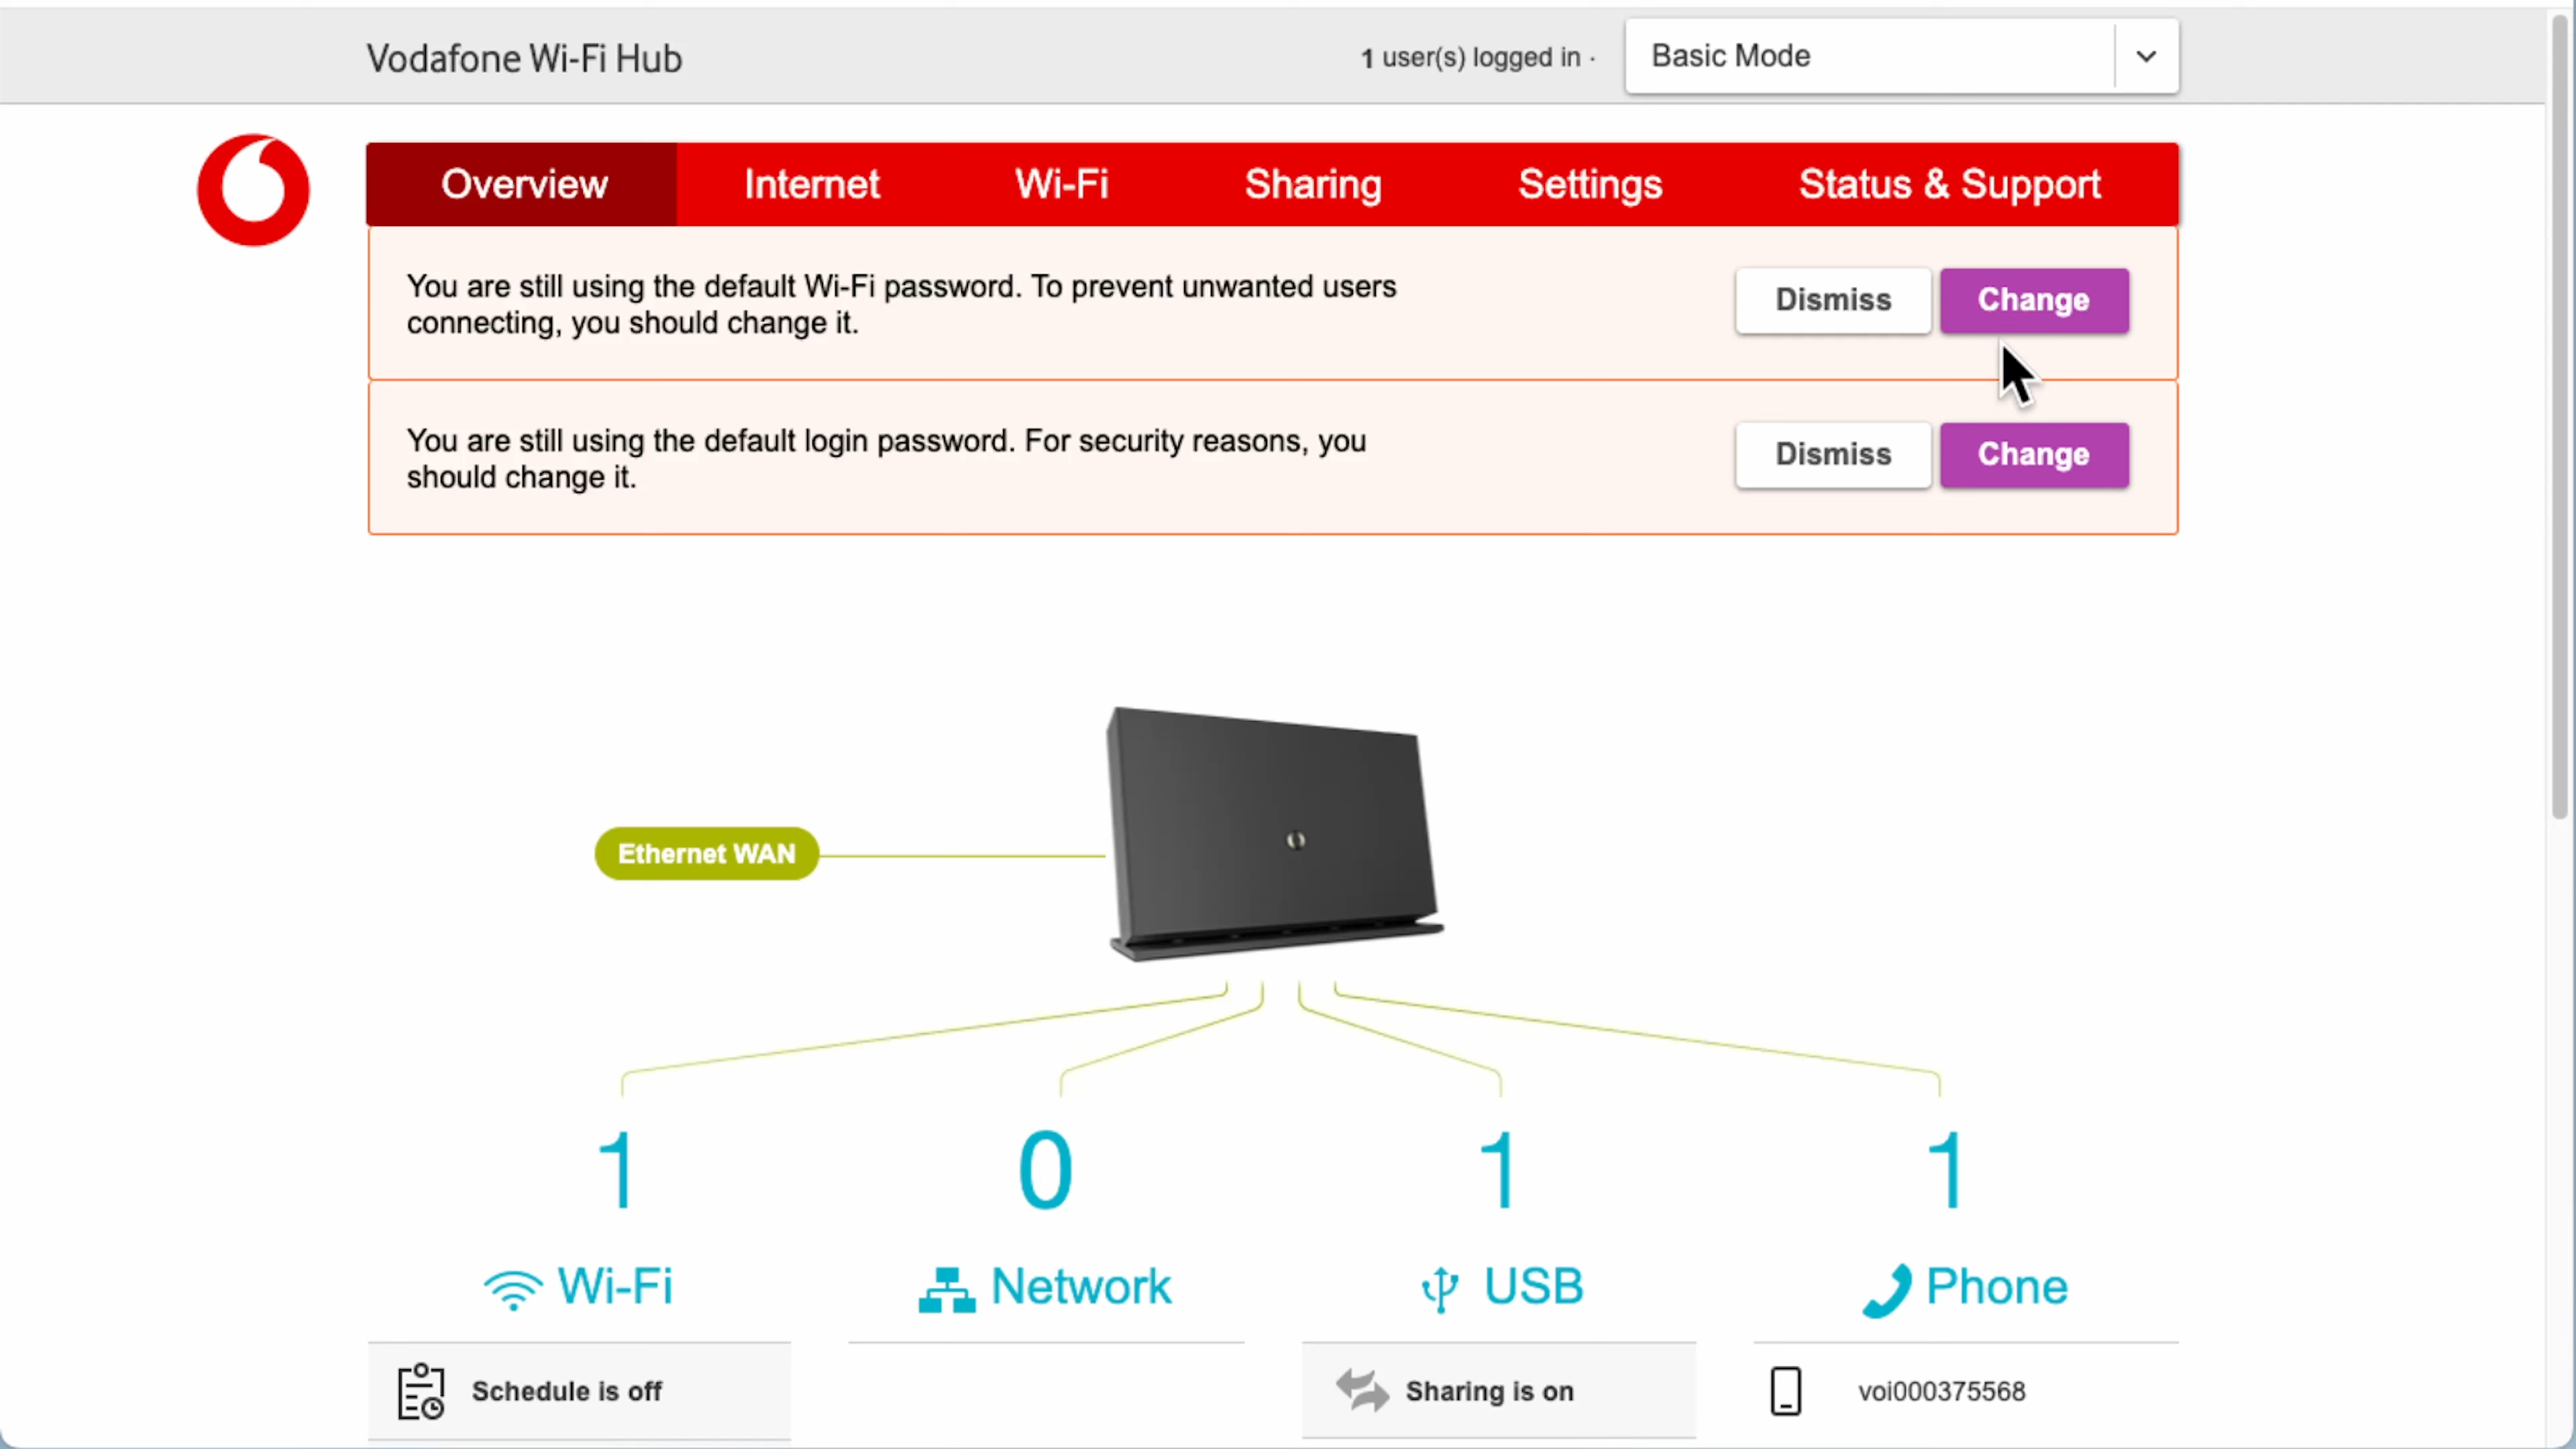 Vodafone Wi-Fi Hub
1 user(s) logged in ·
Basic Mode
Overview
Internet
Wi-Fi
Sharing
Settings
Status & Support
You are still using the default Wi-Fi password. To prevent unwanted users
connecting, you should change it.
Dismiss
Change
You are still using the default login password. For security reasons, you
should change it.
Dismiss
Change
Ethernet WAN
1
0
1
1
Wi-Fi
Network
USB
Phone
Schedule is off
Sharing is on
voi000375568